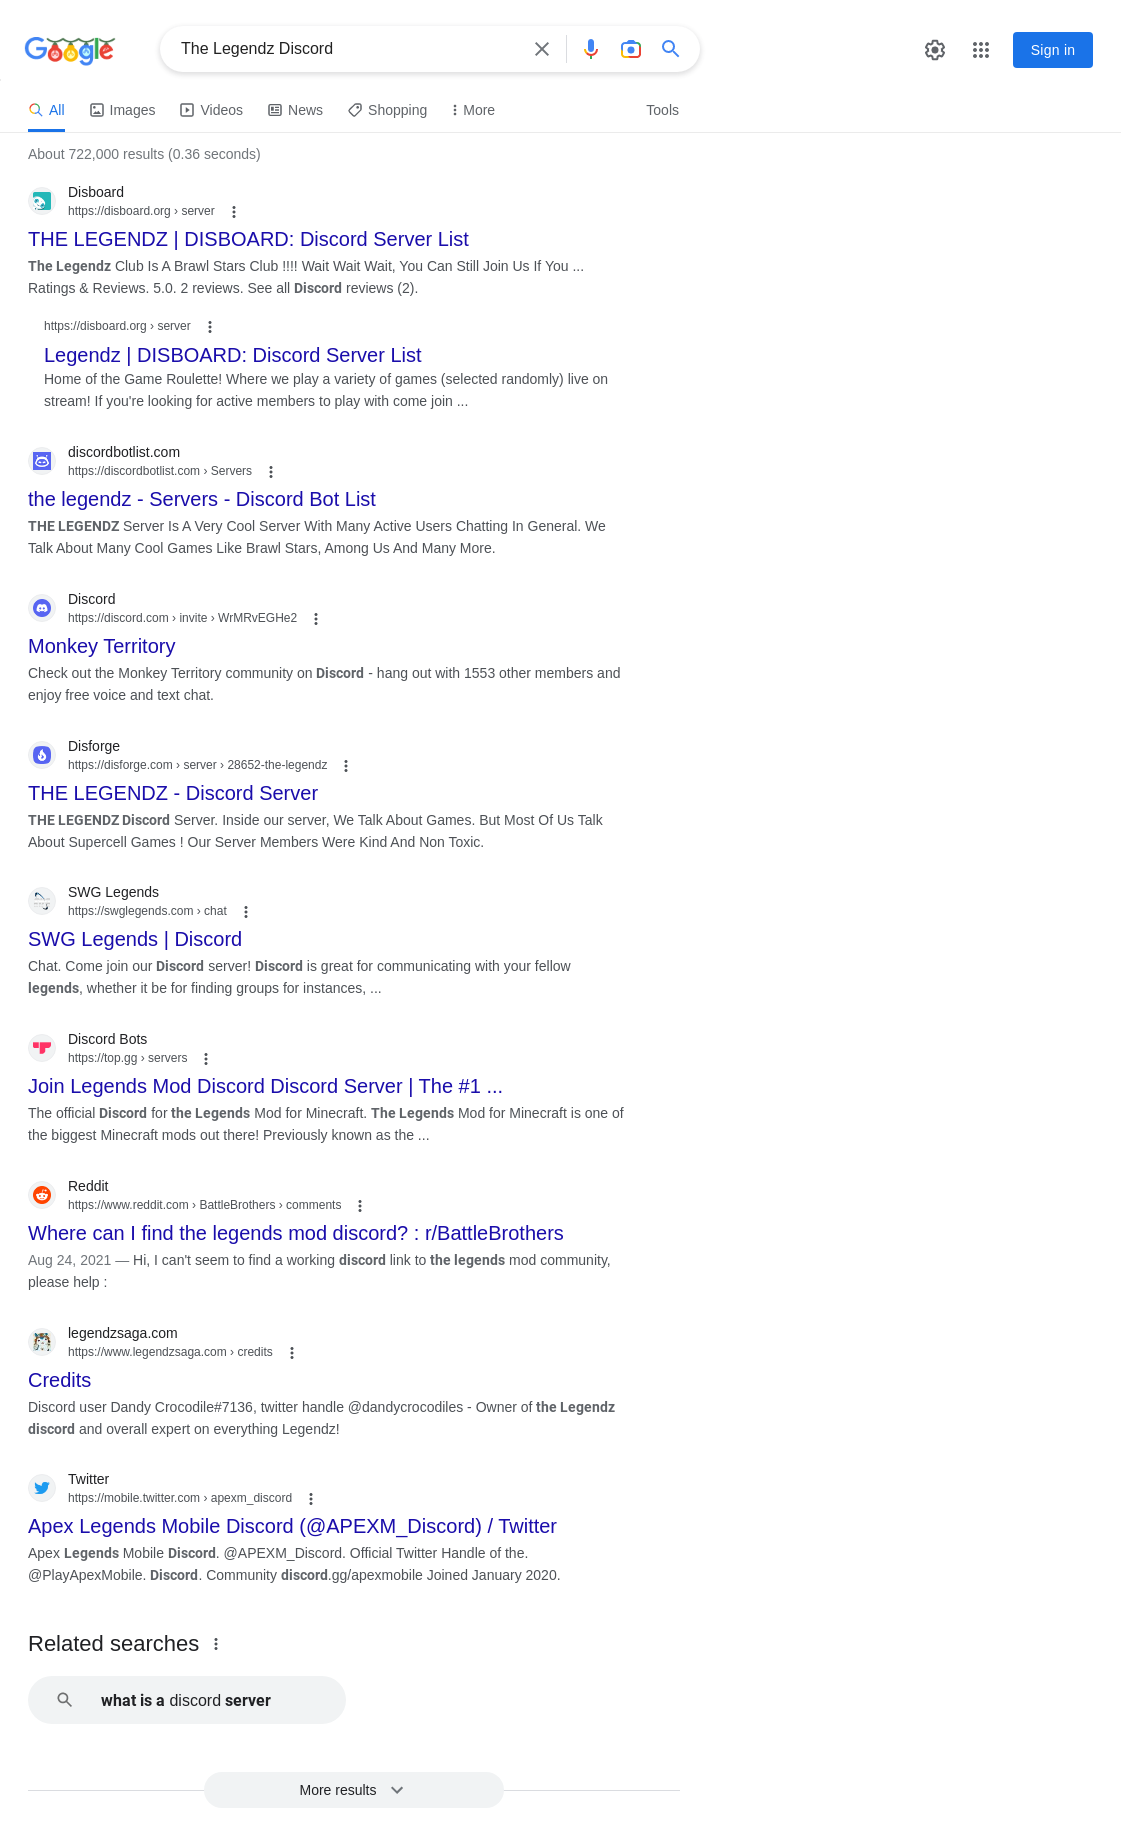 Google
The Legendz Discord
Sign in
All
Images
Videos
News
Shopping
More
Tools
About 722,000 results (0.36 seconds)
Disboard
https://disboard.org › server
THE LEGENDZ | DISBOARD: Discord Server List
The Legendz Club Is A Brawl Stars Club !!!! Wait Wait Wait, You Can Still Join Us If You ...
Ratings & Reviews. 5.0. 2 reviews. See all Discord reviews (2).
https://disboard.org › server
Legendz | DISBOARD: Discord Server List
Home of the Game Roulette! Where we play a variety of games (selected randomly) live on
stream! If you're looking for active members to play with come join ...
discordbotlist.com
https://discordbotlist.com › Servers
the legendz - Servers - Discord Bot List
THE LEGENDZ Server Is A Very Cool Server With Many Active Users Chatting In General. We
Talk About Many Cool Games Like Brawl Stars, Among Us And Many More.
Discord
https://discord.com › invite › WrMRvEGHe2
Monkey Territory
Check out the Monkey Territory community on Discord - hang out with 1553 other members and
enjoy free voice and text chat.
Disforge
https://disforge.com › server › 28652-the-legendz
THE LEGENDZ - Discord Server
THE LEGENDZ Discord Server. Inside our server, We Talk About Games. But Most Of Us Talk
About Supercell Games ! Our Server Members Were Kind And Non Toxic.
SWG Legends
https://swglegends.com › chat
SWG Legends | Discord
Chat. Come join our Discord server! Discord is great for communicating with your fellow
legends, whether it be for finding groups for instances, ...
Discord Bots
https://top.gg › servers
Join Legends Mod Discord Discord Server | The #1 ...
The official Discord for the Legends Mod for Minecraft. The Legends Mod for Minecraft is one of
the biggest Minecraft mods out there! Previously known as the ...
Reddit
https://www.reddit.com › BattleBrothers › comments
Where can I find the legends mod discord? : r/BattleBrothers
Aug 24, 2021 — Hi, I can't seem to find a working discord link to the legends mod community,
please help :
legendzsaga.com
https://www.legendzsaga.com › credits
Credits
Discord user Dandy Crocodile#7136, twitter handle @dandycrocodiles - Owner of the Legendz
discord and overall expert on everything Legendz!
Twitter
https://mobile.twitter.com › apexm_discord
Apex Legends Mobile Discord (@APEXM_Discord) / Twitter
Apex Legends Mobile Discord. @APEXM_Discord. Official Twitter Handle of the.
@PlayApexMobile. Discord. Community discord.gg/apexmobile Joined January 2020.
Related searches
what is a discord server
More results